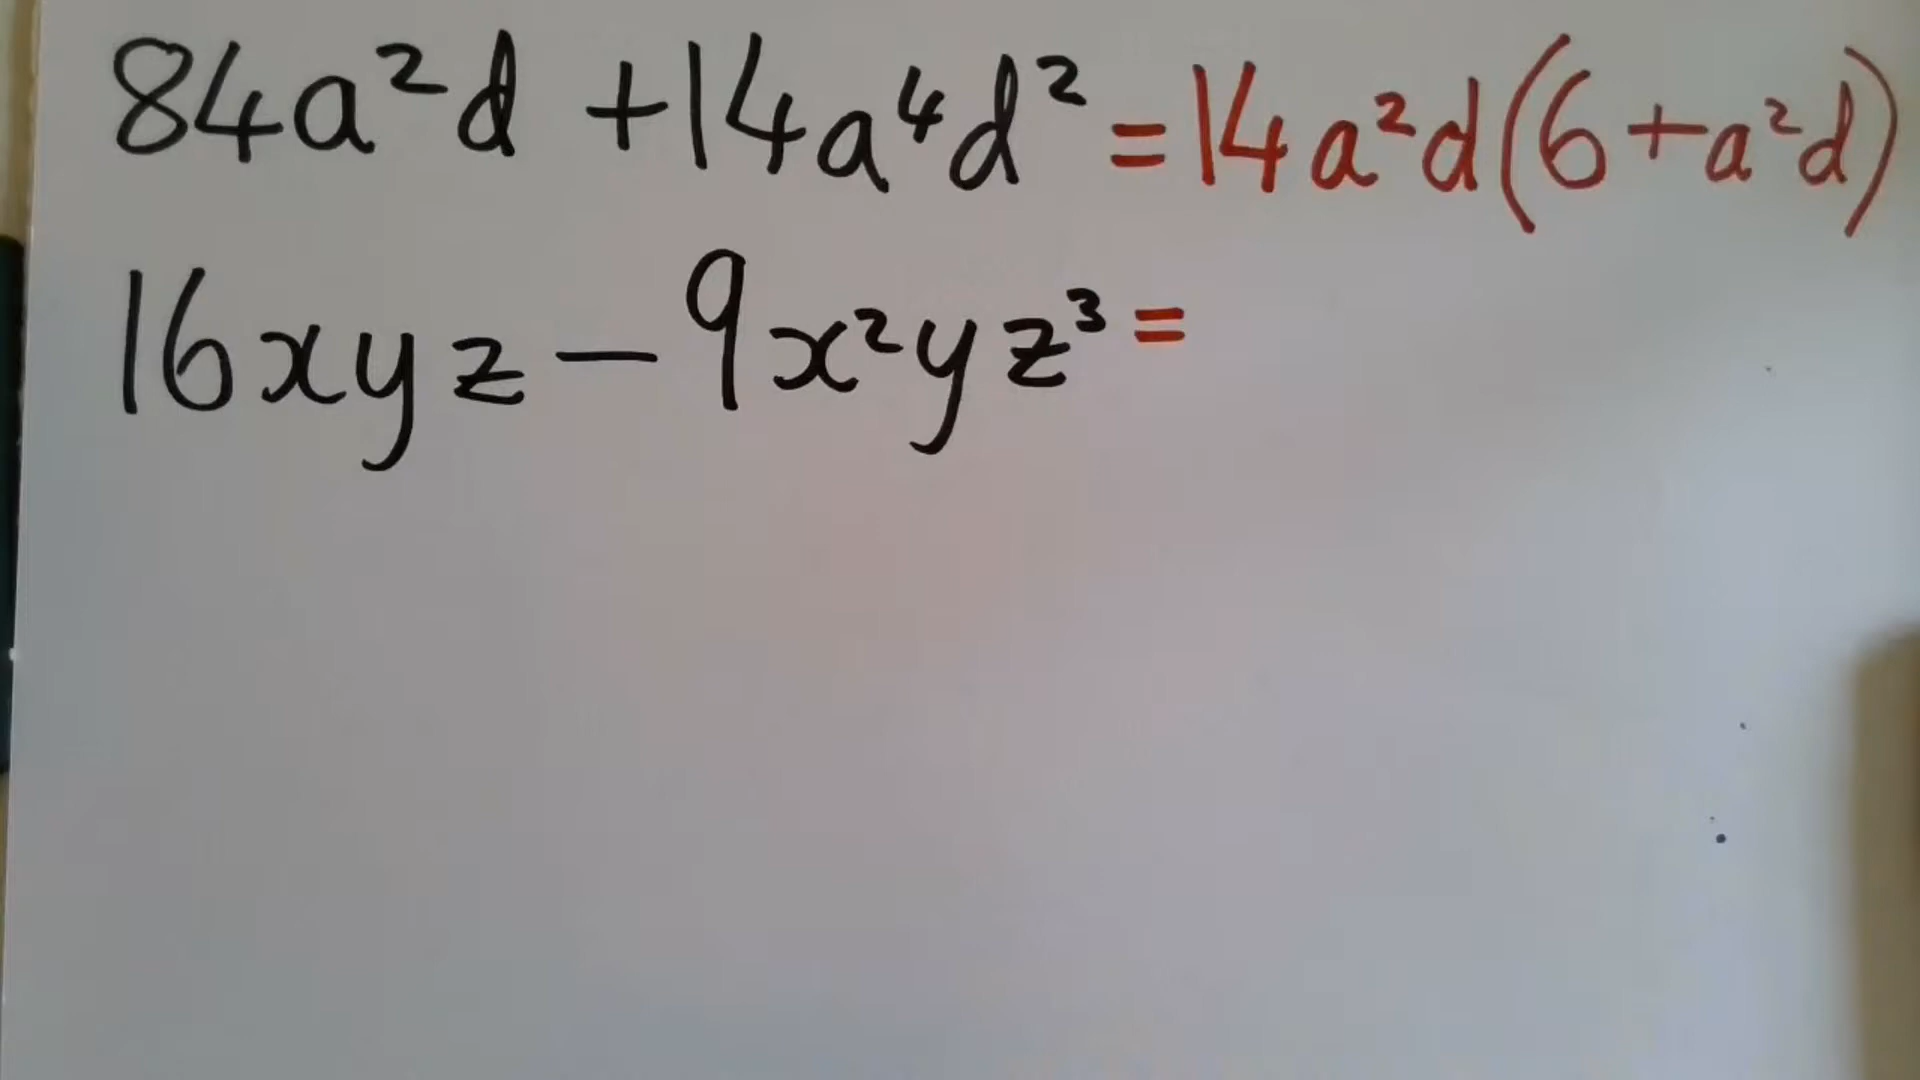 84a²d + 14a⁴d² = 14a²d(6 + a²d)
16xyz − 9x²yz³ =